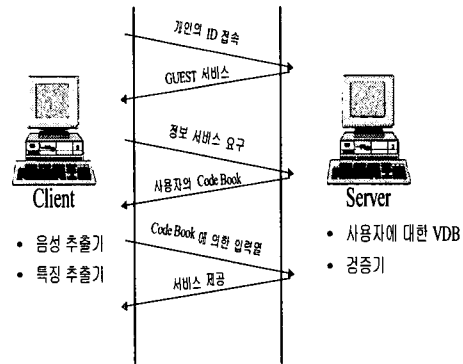 개인의 ID 접속
GUEST 서비스
정보 서비스 요구
사용자의 Code Book
Code Book 에 의한 입력열
서비스 제공
Client
• 음성 추출기
• 특징 추출기
Server
• 사용자에 대한 VDB
• 검증기